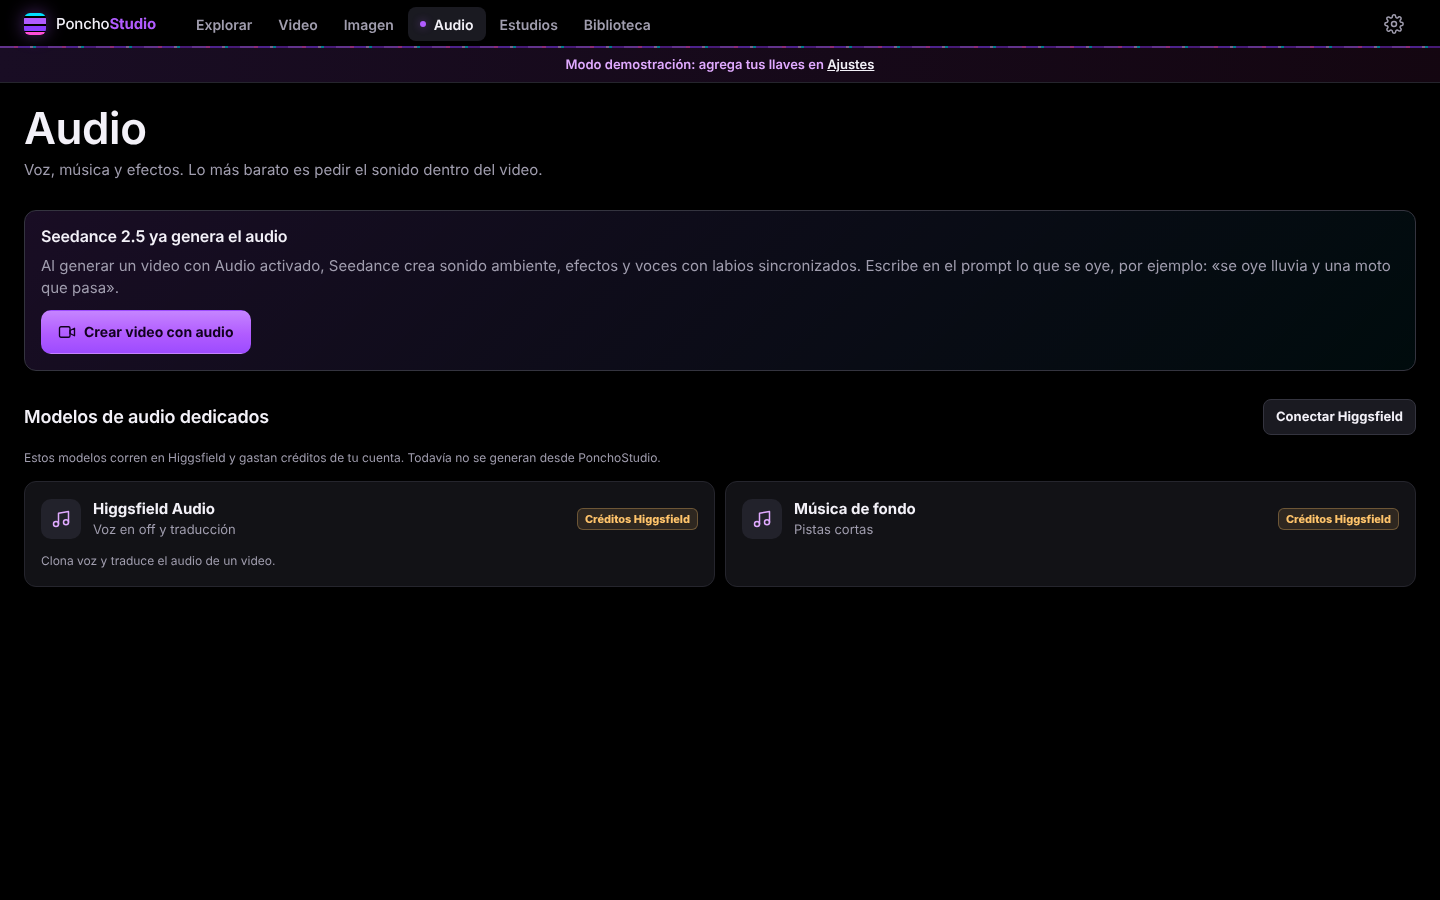 PonchoStudio
Explorar
Video
Imagen
Audio
Estudios
Biblioteca
Modo demostración: agrega tus llaves en Ajustes
Audio
Voz, música y efectos. Lo más barato es pedir el sonido dentro del video.
Seedance 2.5 ya genera el audio
Al generar un video con Audio activado, Seedance crea sonido ambiente, efectos y voces con labios sincronizados. Escribe en el prompt lo que se oye, por ejemplo: «se oye lluvia y una moto
que pasa».
Crear video con audio
Modelos de audio dedicados
Conectar Higgsfield
Estos modelos corren en Higgsfield y gastan créditos de tu cuenta. Todavía no se generan desde PonchoStudio.
Higgsfield Audio
Voz en off y traducción
Créditos Higgsfield
Clona voz y traduce el audio de un video.
Música de fondo
Pistas cortas
Créditos Higgsfield